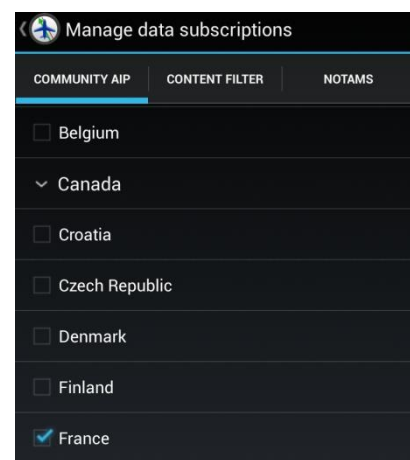 Manage data subscriptions
COMMUNITY AIP CONTENT FILTER NOTAMS
Belgium
Canada
Croatia
Czech Republic
Denmark
Finland
France